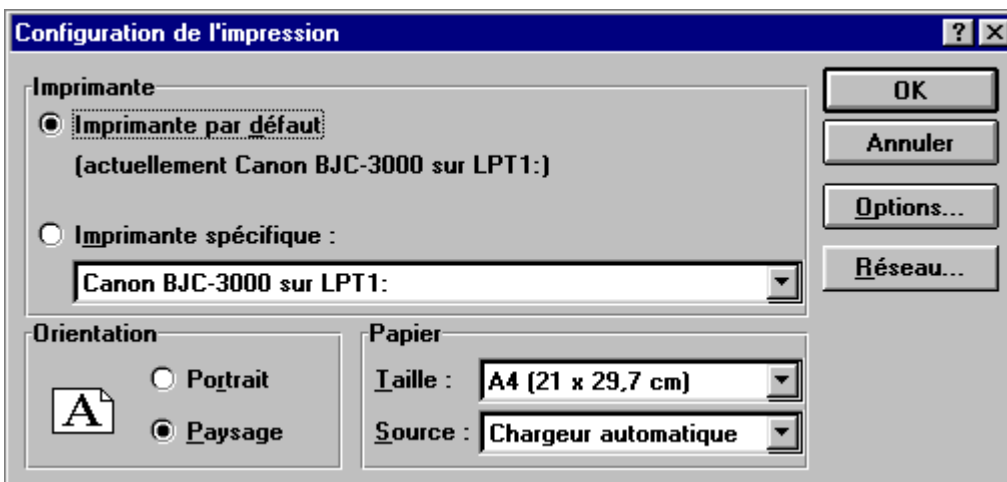 Configuration de l'impression
Imprimante
Imprimante par défaut
(actuellement Canon BJC-3000 sur LPT1:)
Imprimante spécifique :
Canon BJC-3000 sur LPT1:
OK
Annuler
Options...
Réseau...
Orientation
A
Portrait
Paysage
Papier
Taille : A4 (21 x 29,7 cm)
Source : Chargeur automatique